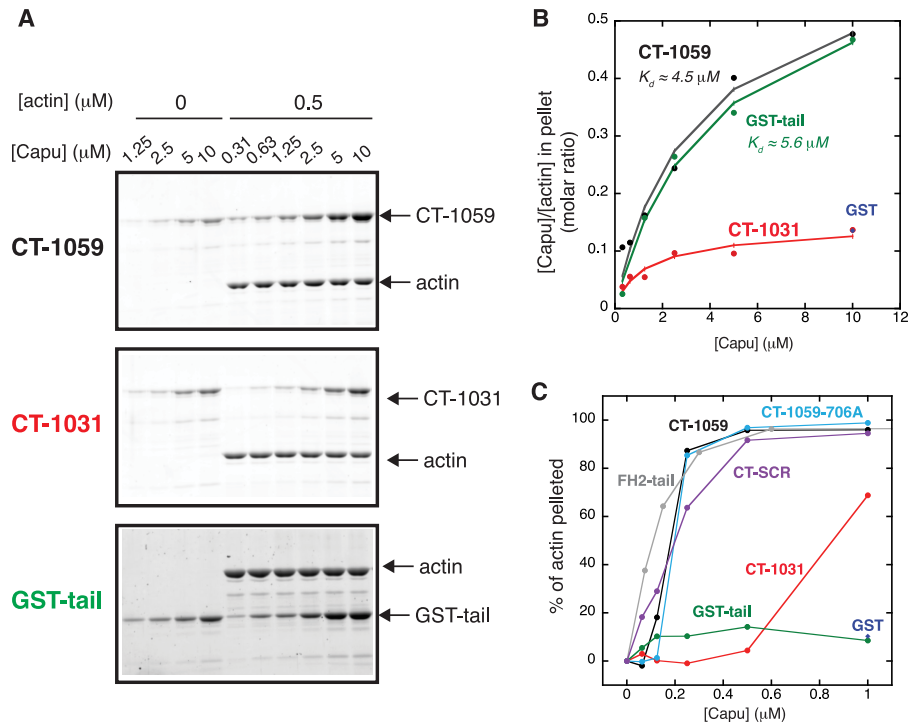 A
[actin] (μM) 0 0.5
[Capu] (μM) 1.25 2.5 5 10 0.31 0.63 1.25 2.5 5 10
CT-1059
CT-1059
actin
CT-1031
CT-1031
actin
GST-tail
actin
GST-tail
B
[Capu]/[actin] in pellet
(molar ratio)
0.5
0.4
0.3
0.2
0.1
0
CT-1059
Kd ≈ 4.5 μM
GST-tail
Kd ≈ 5.6 μM
GST
CT-1031
0 2 4 6 8 10 12
[Capu] (μM)
C
% of actin pelleted
100
80
60
40
20
0
CT-1059
CT-1059-706A
FH2-tail
CT-SCR
CT-1031
GST-tail
GST
0 0.2 0.4 0.6 0.8 1
[Capu] (μM)